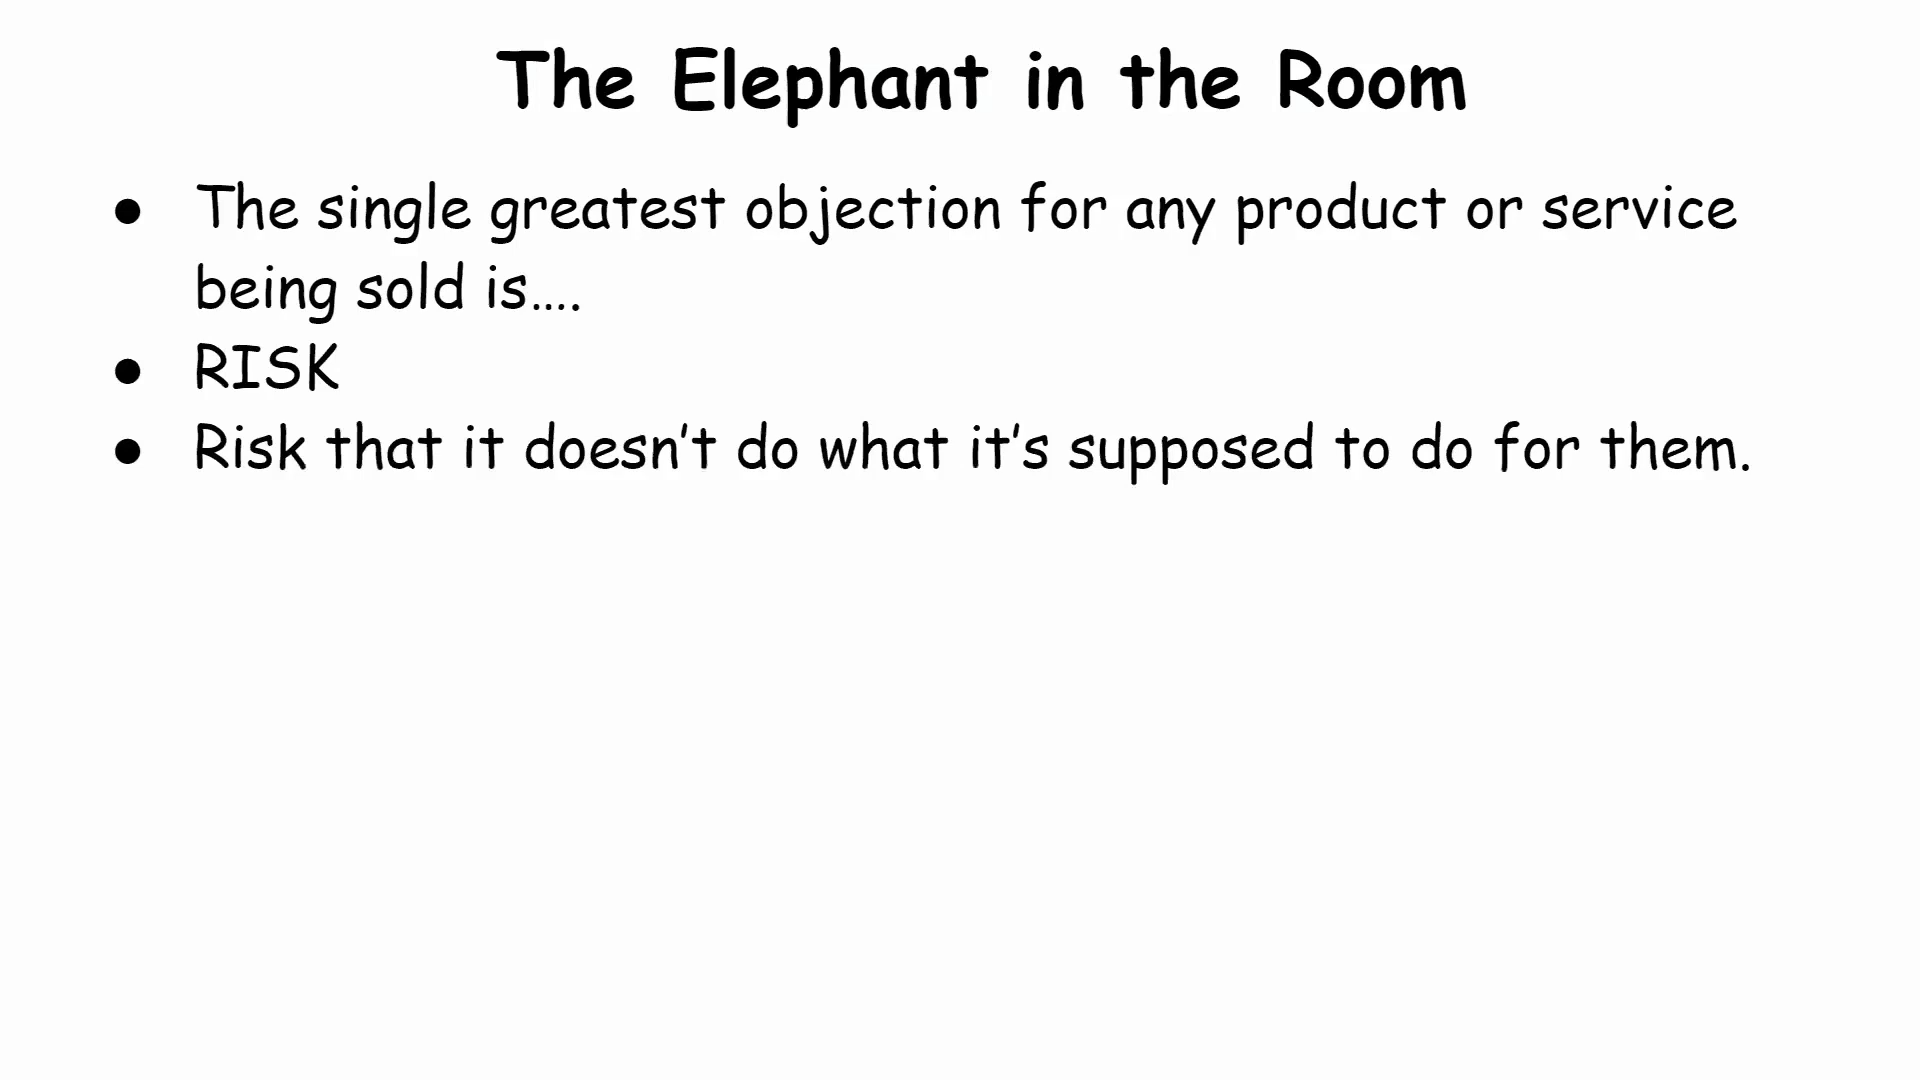 The Elephant in the Room
● The single greatest objection for any product or service
being sold is....
● RISK
● Risk that it doesn’t do what it’s supposed to do for them.